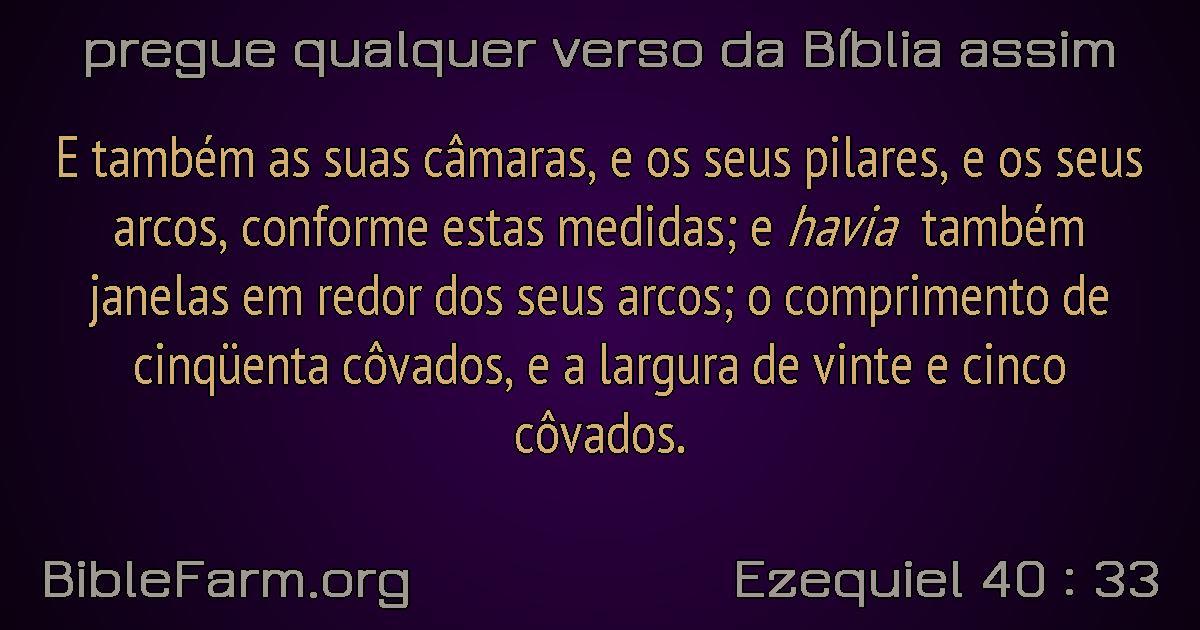 pregue qualquer verso da Bíblia assim
E também as suas câmaras, e os seus pilares, e os seus
arcos, conforme estas medidas; e havia também
janelas em redor dos seus arcos; o comprimento de
cinqüenta côvados, e a largura de vinte e cinco
côvados.
BibleFarm.org
Ezequiel 40 : 33